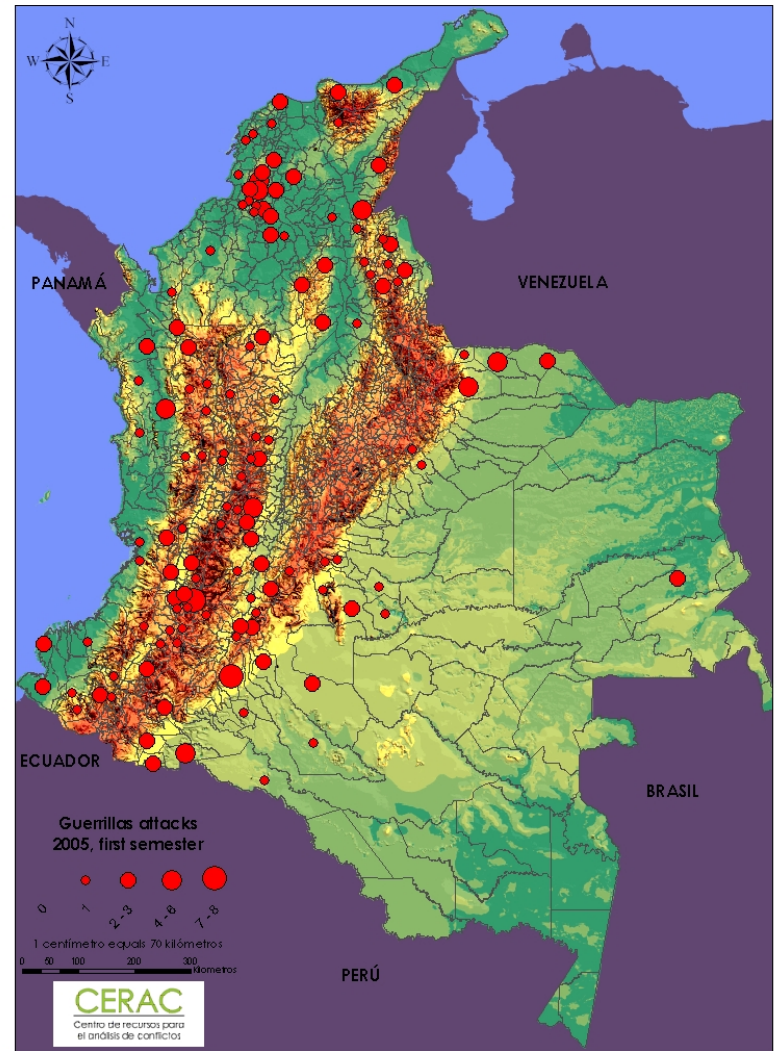 N
W E
S
PANAMÁ
VENEZUELA
ECUADOR
BRASIL
Guerrillas attacks
2005, first semester
0 1 2 - 3 4 - 6 7 - 8
1 centímetro equals 70 kilómetros
0 50 100 200 300
kilometros
PERÚ
CERAC
Centro de recursos para
el análisis de conflictos